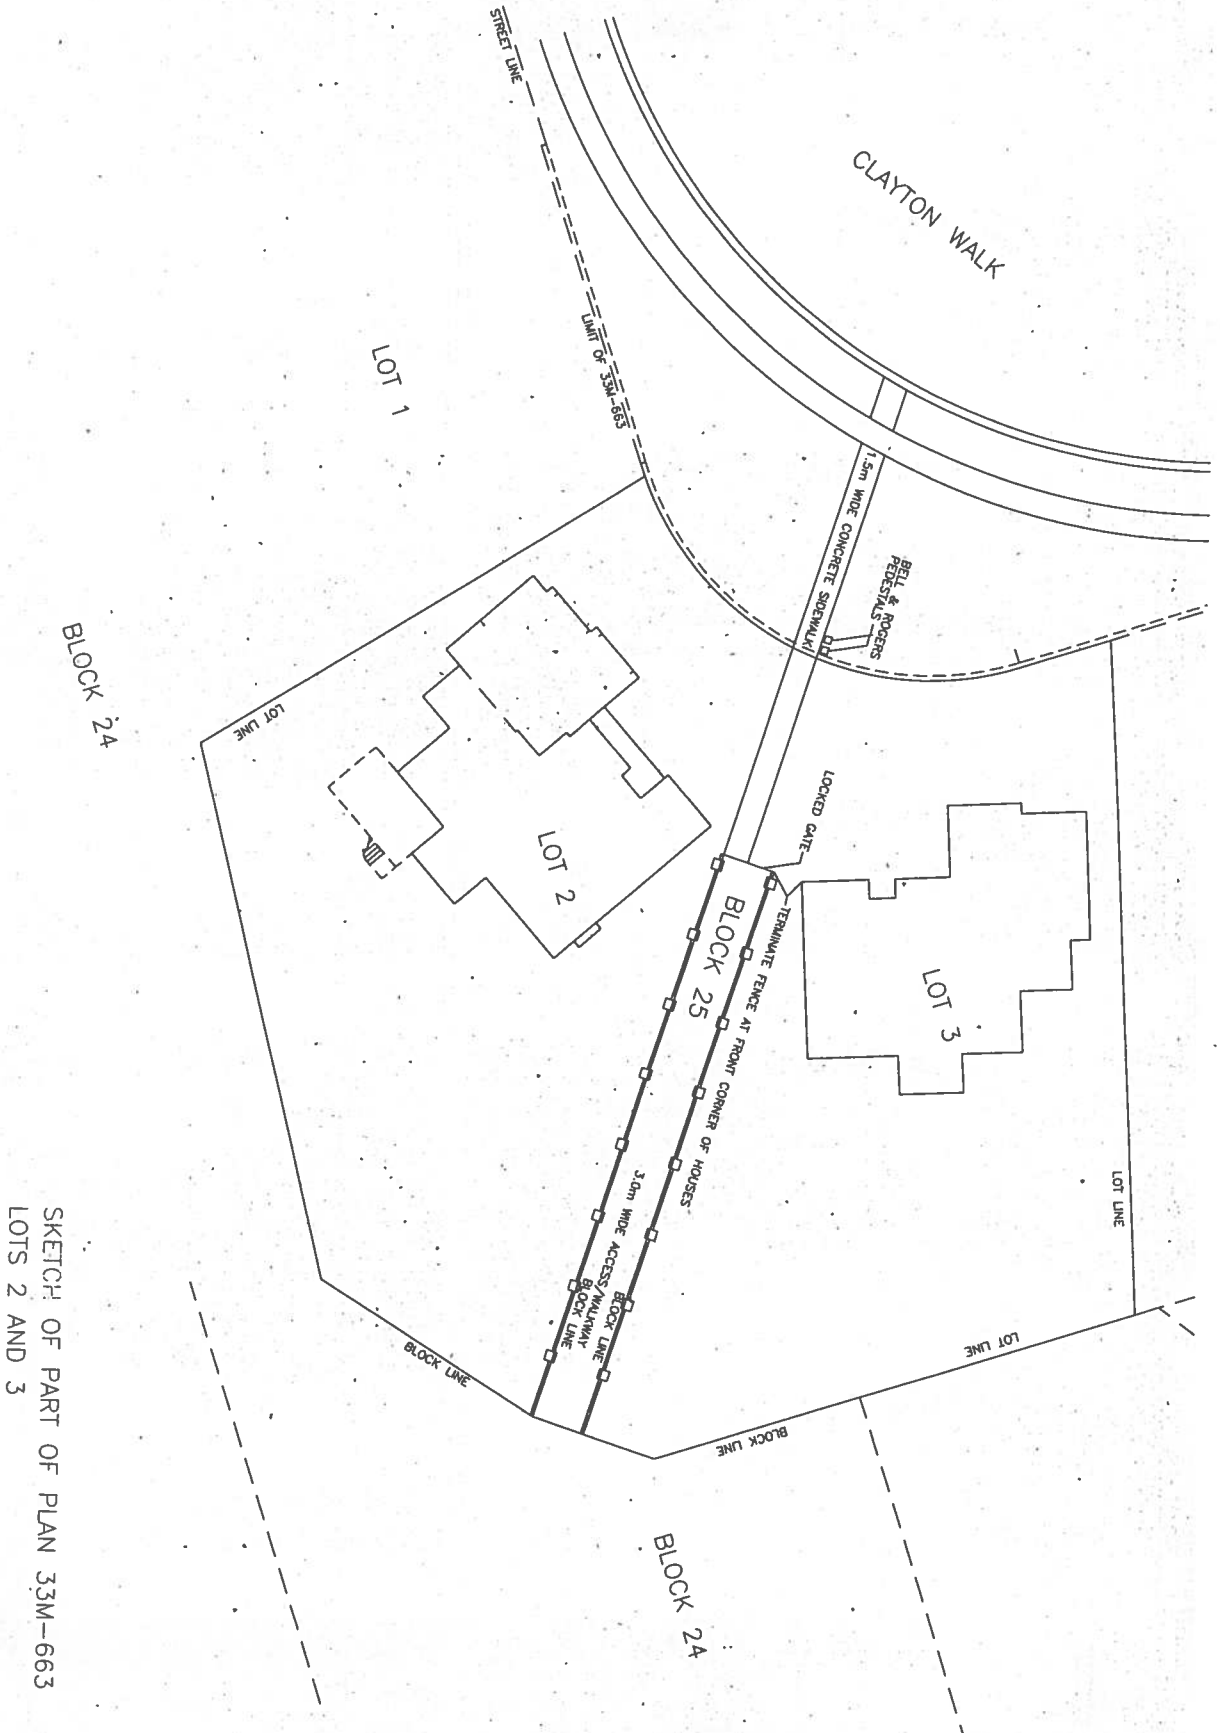 STREET LINE
CLAYTON WALK
LIMIT OF 33M-663
LOT 1
1.5m WIDE CONCRETE SIDEWALK
BELL & ROGERS
PEDESTALS
BLOCK 24
LOT LINE
LOCKED GATE
LOT 2
BLOCK 25
TERMINATE FENCE AT FRONT CORNER OF HOUSES
LOT 3
LOT LINE
3.0m WIDE ACCESS/WALKWAY
BLOCK LINE
BLOCK LINE
BLOCK LINE
LOT LINE
BLOCK LINE
BLOCK 24
SKETCH OF PART OF PLAN 33M-663
LOTS 2 AND 3